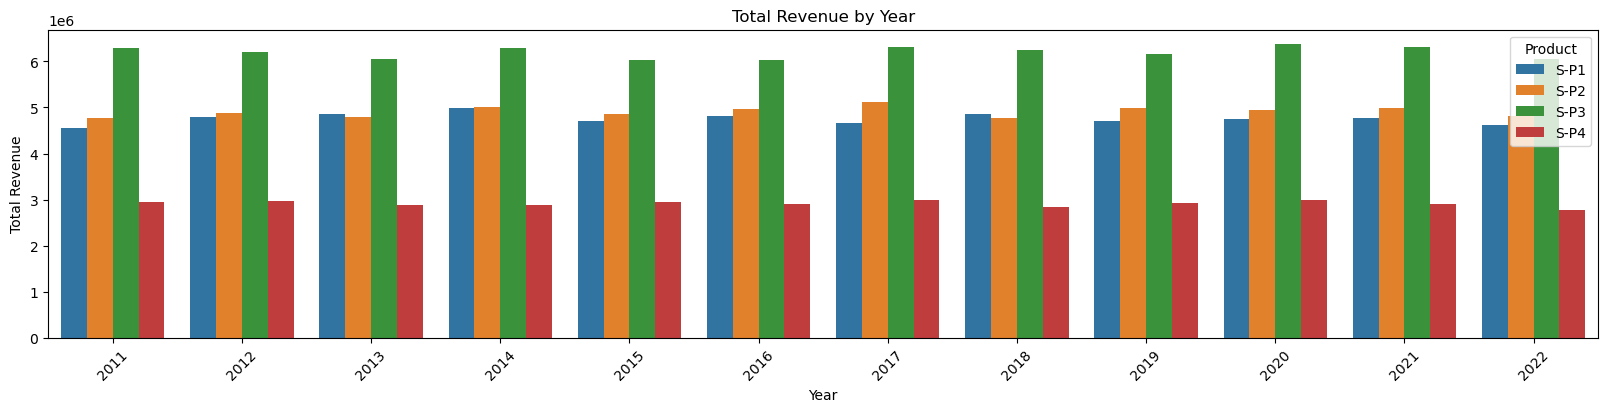 Total Revenue by Year
1e6
Total Revenue
6
5
4
3
2
1
0
Product
S-P1
S-P2
S-P3
S-P4
2011 2012 2013 2014 2015 2016 2017 2018 2019 2020 2021 2022
Year